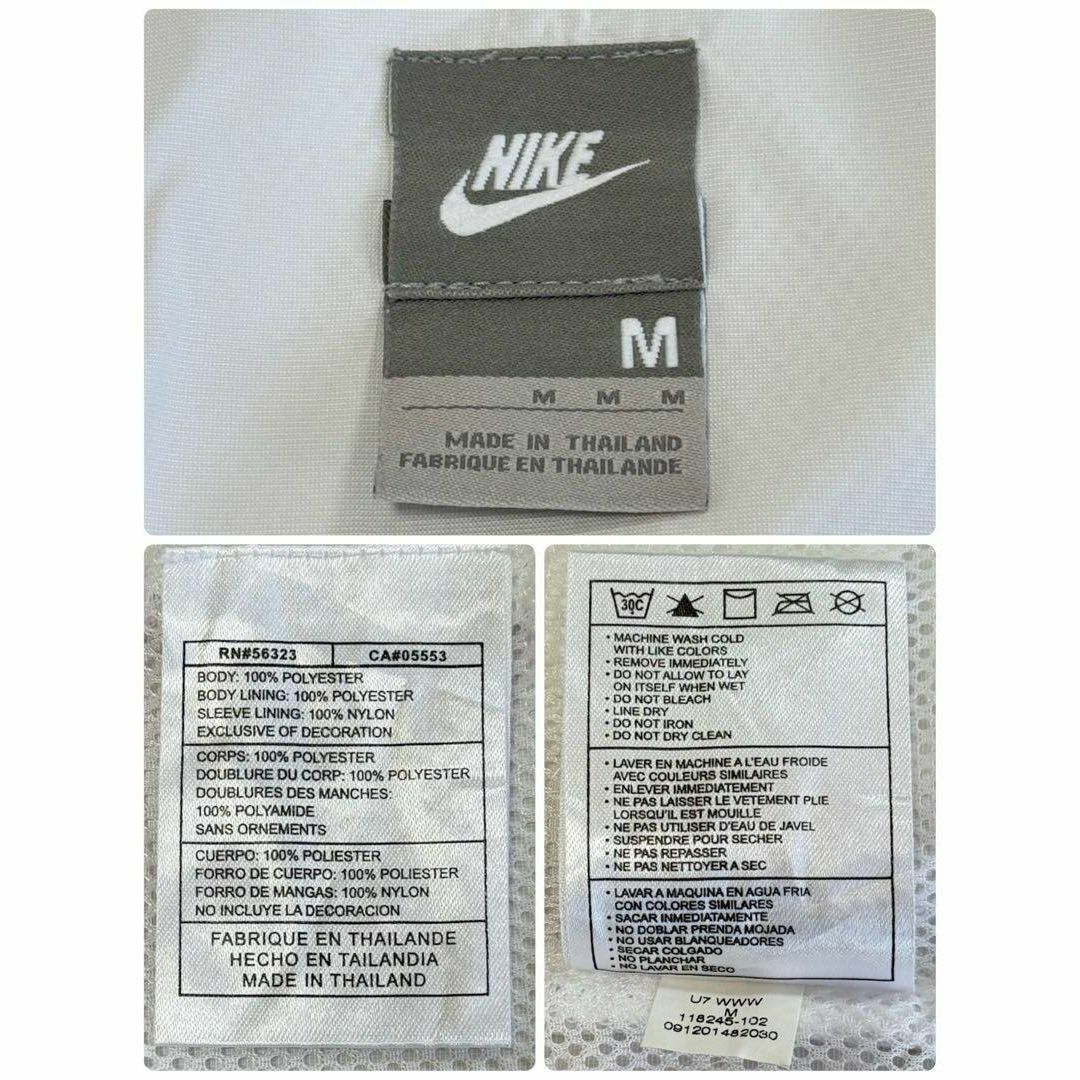 NIKE
M
M M M
MADE IN THAILAND
FABRIQUE EN THAILANDE
RN#56323 CA#05553
BODY: 100% POLYESTER
BODY LINING: 100% POLYESTER
SLEEVE LINING: 100% NYLON
EXCLUSIVE OF DECORATION
CORPS: 100% POLYESTER
DOUBLURE DU CORP: 100% POLYESTER
DOUBLURES DES MANCHES:
100% POLYAMIDE
SANS ORNEMENTS
CUERPO: 100% POLIESTER
FORRO DE CUERPO: 100% POLIESTER
FORRO DE MANGAS: 100% NYLON
NO INCLUYE LA DECORACION
FABRIQUE EN THAILANDE
HECHO EN TAILANDIA
MADE IN THAILAND
30C
• MACHINE WASH COLD
WITH LIKE COLORS
• REMOVE IMMEDIATELY
• DO NOT ALLOW TO LAY
ON ITSELF WHEN WET
• DO NOT BLEACH
• LINE DRY
• DO NOT IRON
• DO NOT DRY CLEAN
• LAVER EN MACHINE A L'EAU FROIDE
AVEC COULEURS SIMILAIRES
• ENLEVER IMMEDIATEMENT
• NE PAS LAISSER LE VETEMENT PLIE
LORSQU'IL EST MOUILLE
• NE PAS UTILISER D'EAU DE JAVEL
• SUSPENDRE POUR SECHER
• NE PAS REPASSER
• NE PAS NETTOYER A SEC
• LAVAR A MAQUINA EN AGUA FRIA
CON COLORES SIMILARES
• SACAR INMEDIATAMENTE
• NO DOBLAR PRENDA MOJADA
• NO USAR BLANQUEADORES
• SECAR COLGADO
• NO PLANCHAR
• NO LAVAR EN SECO
U7 WWW
M
118245-102
091201482030